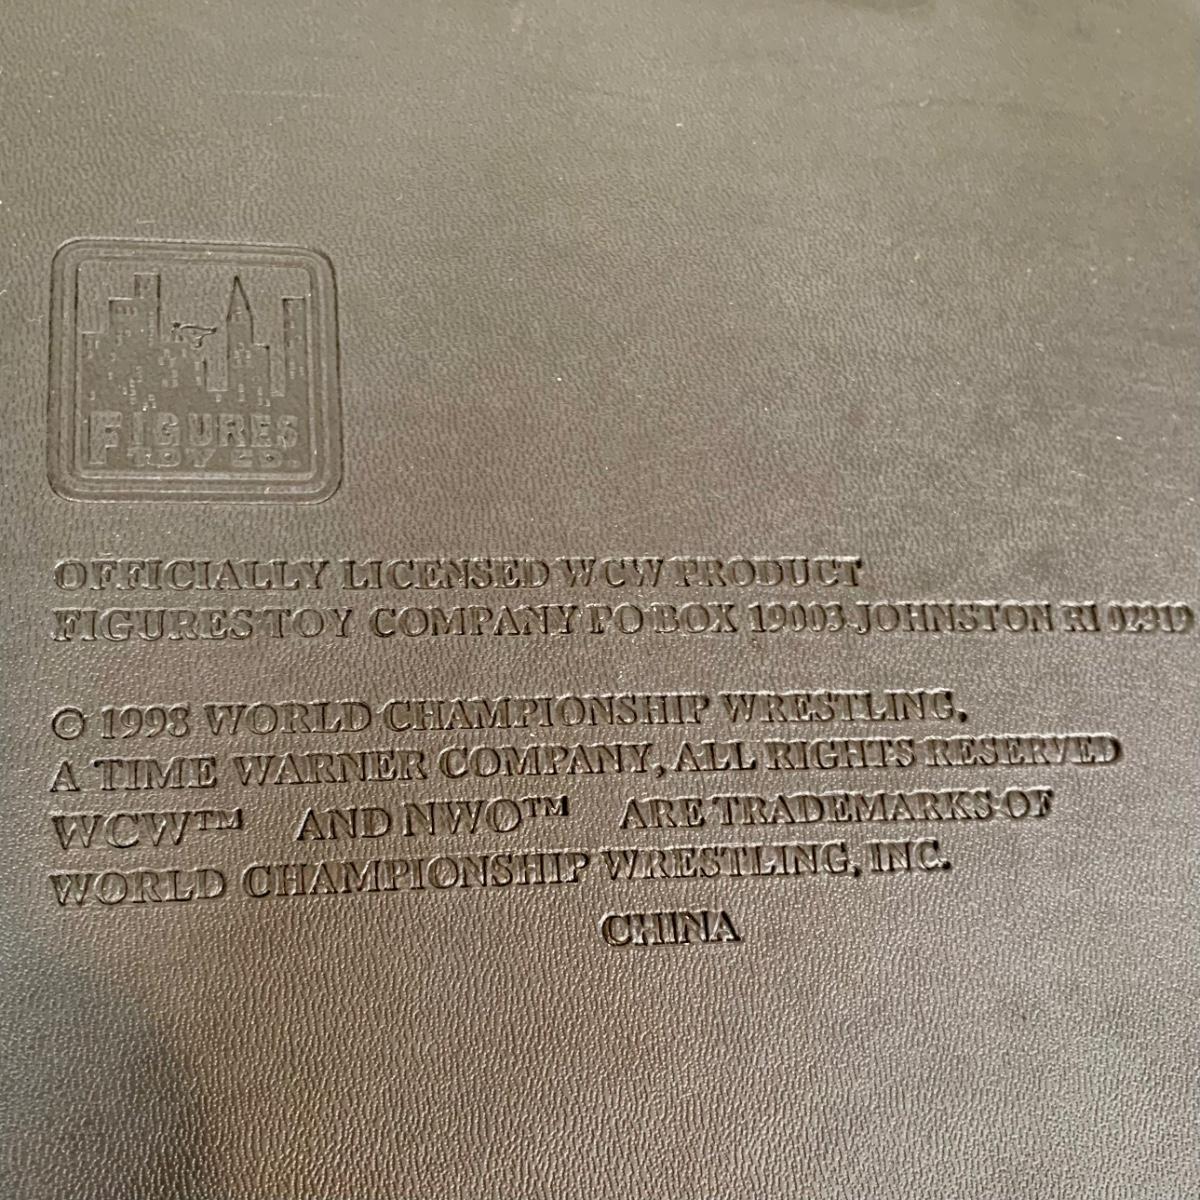 FIGURES
TOY CO.
OFFICIALLY LICENSED WCW PRODUCT
FIGURES TOY COMPANY PO BOX 19003 JOHNSTON RI 02919
© 1998 WORLD CHAMPIONSHIP WRESTLING,
A TIME WARNER COMPANY, ALL RIGHTS RESERVED
WCW™ AND NWO™ ARE TRADEMARKS OF
WORLD CHAMPIONSHIP WRESTLING, INC.
CHINA